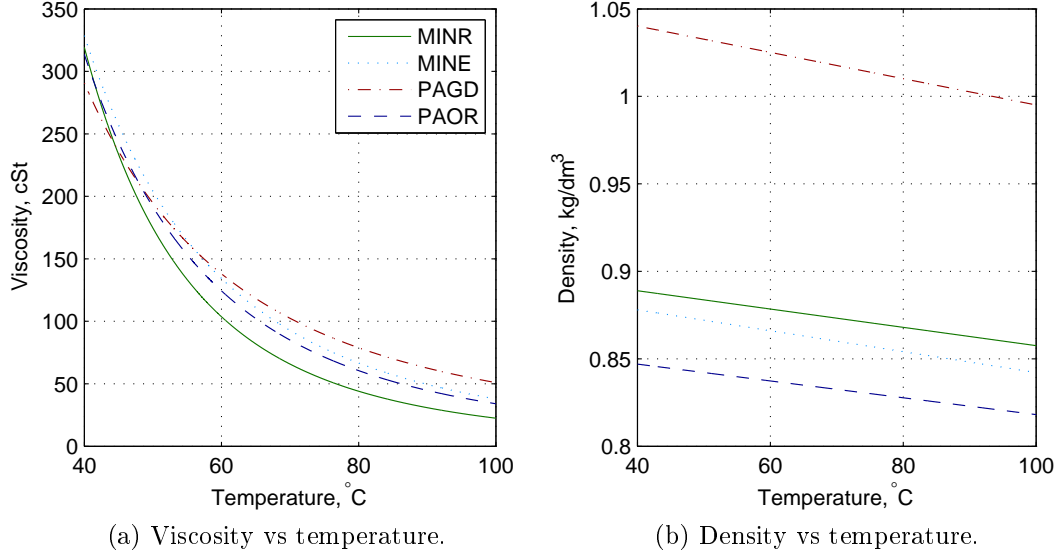 350
300
250
200
150
100
50
0
Viscosity, cSt
40
60
80
100
Temperature, °C
MINR
MINE
PAGD
PAOR
(a) Viscosity vs temperature.
1.05
1
0.95
0.9
0.85
0.8
Density, kg/dm³
40
60
80
100
Temperature, °C
(b) Density vs temperature.